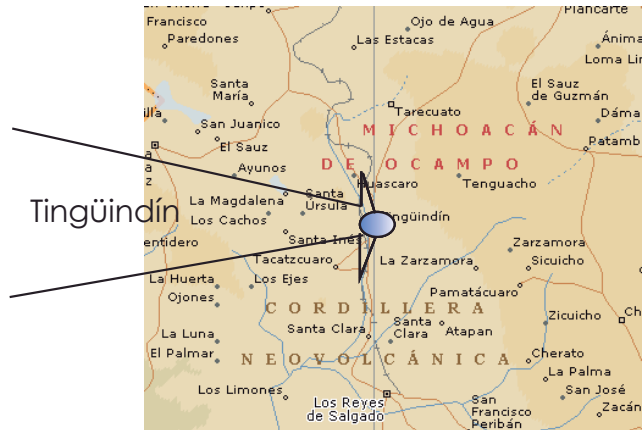 Plancarte
Francisco
Paredones
Ojo de Agua
Las Estacas
Ánima
Loma Lin
Santa
María
El Sauz
de Guzmán
illa
San Juanico
Tarecuato
Dáma
El Sauz
MICHOACÁN
Patamb
DE OCAMPO
Ayunos
Huascaro
Tenguacho
La Magdalena
Santa
Úrsula
Tingüindín
Los Cachos
ingüindín
entidero
Santa Inés
Zarzamora
Tacatzcuaro
La Zarzamora
Sicuicho
La Huerta
Los Ejes
Pamatácuaro
Ojones
CORDILLERA
Zicuicho
Ch
La Luna
Santa Clara
Santa
Clara
Atapan
El Palmar
NEOVOLCÁNICA
Cherato
La Palma
Los Limones
Los Reyes
de Salgado
San
Francisco
Peribán
San José
Zacán